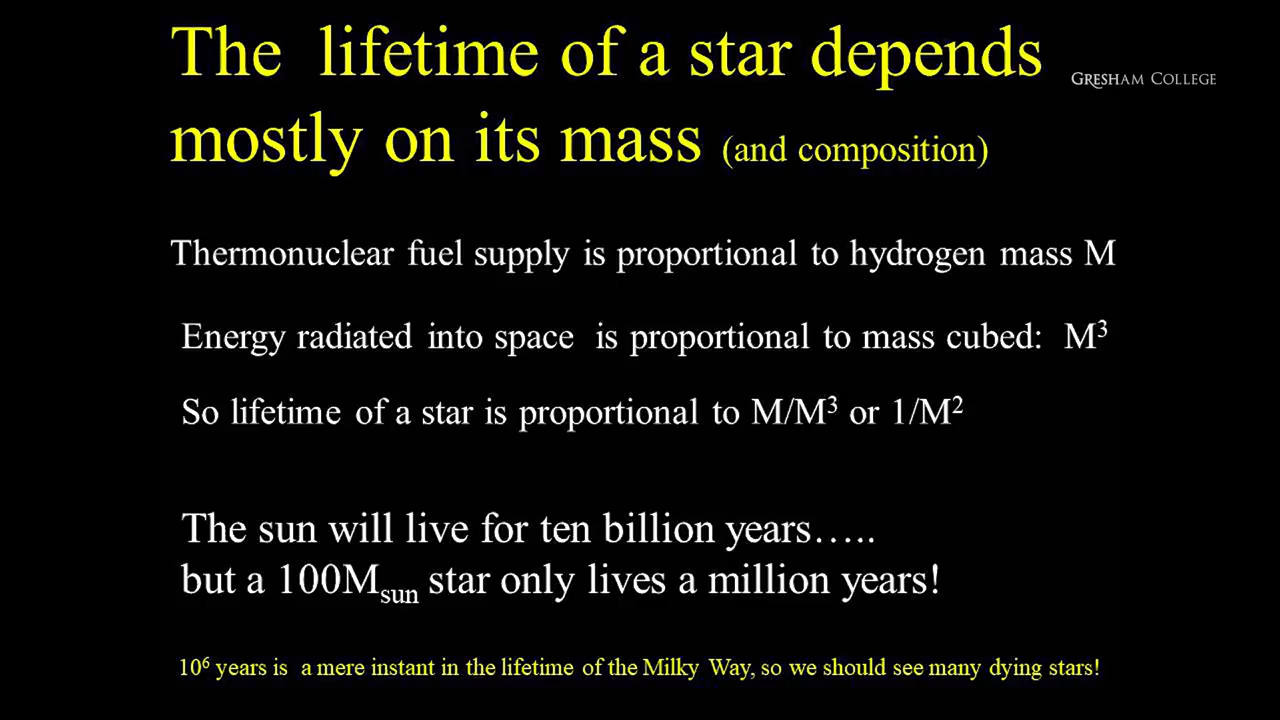 The lifetime of a star depends
GRESHAM COLLEGE
mostly on its mass (and composition)
Thermonuclear fuel supply is proportional to hydrogen mass M
Energy radiated into space is proportional to mass cubed: M³
So lifetime of a star is proportional to M/M³ or 1/M²
The sun will live for ten billion years.....
but a 100Msun star only lives a million years!
10⁶ years is a mere instant in the lifetime of the Milky Way, so we should see many dying stars!